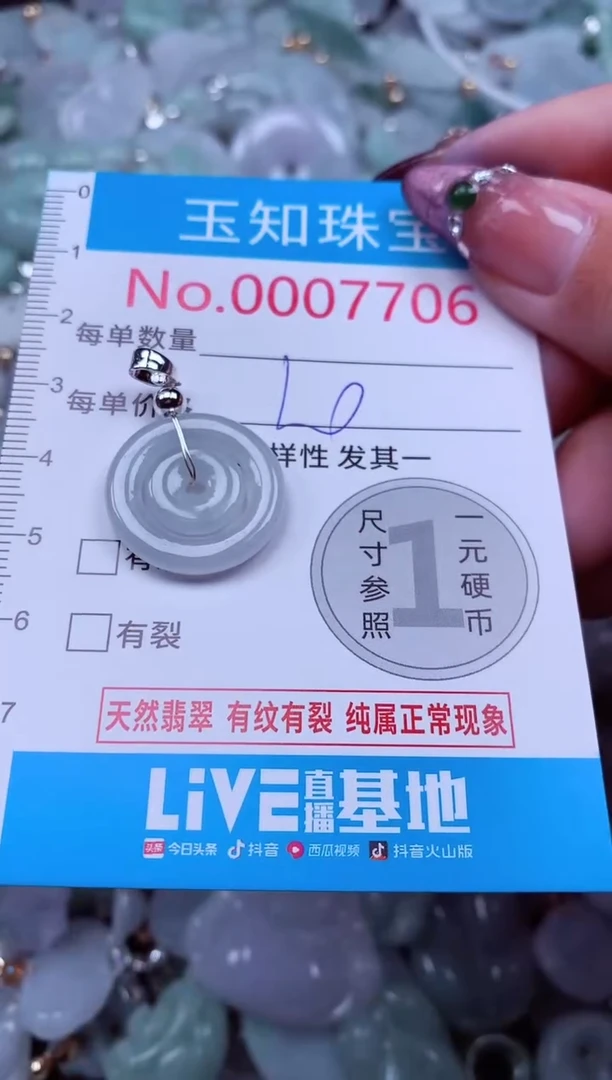 0
玉知珠宝
1
No.0007706
2
每单数量
3
每单价
4
样性 发其一
5
有
尺寸参照
1
一元硬币
6
有裂
7
天然翡翠 有纹有裂 纯属正常现象
LiVE直播基地
头条 今日头条 抖音 西瓜视频 抖音火山版